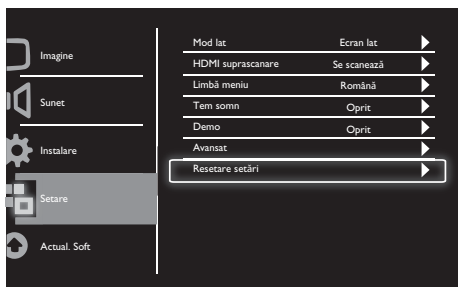 Imagine
Sunet
Instalare
Setare
Actual. Soft
Mod lat Ecran lat
HDMI suprascanare Se scanează
Limbă meniu Română
Tem somn Oprit
Demo Oprit
Avansat
Resetare setări